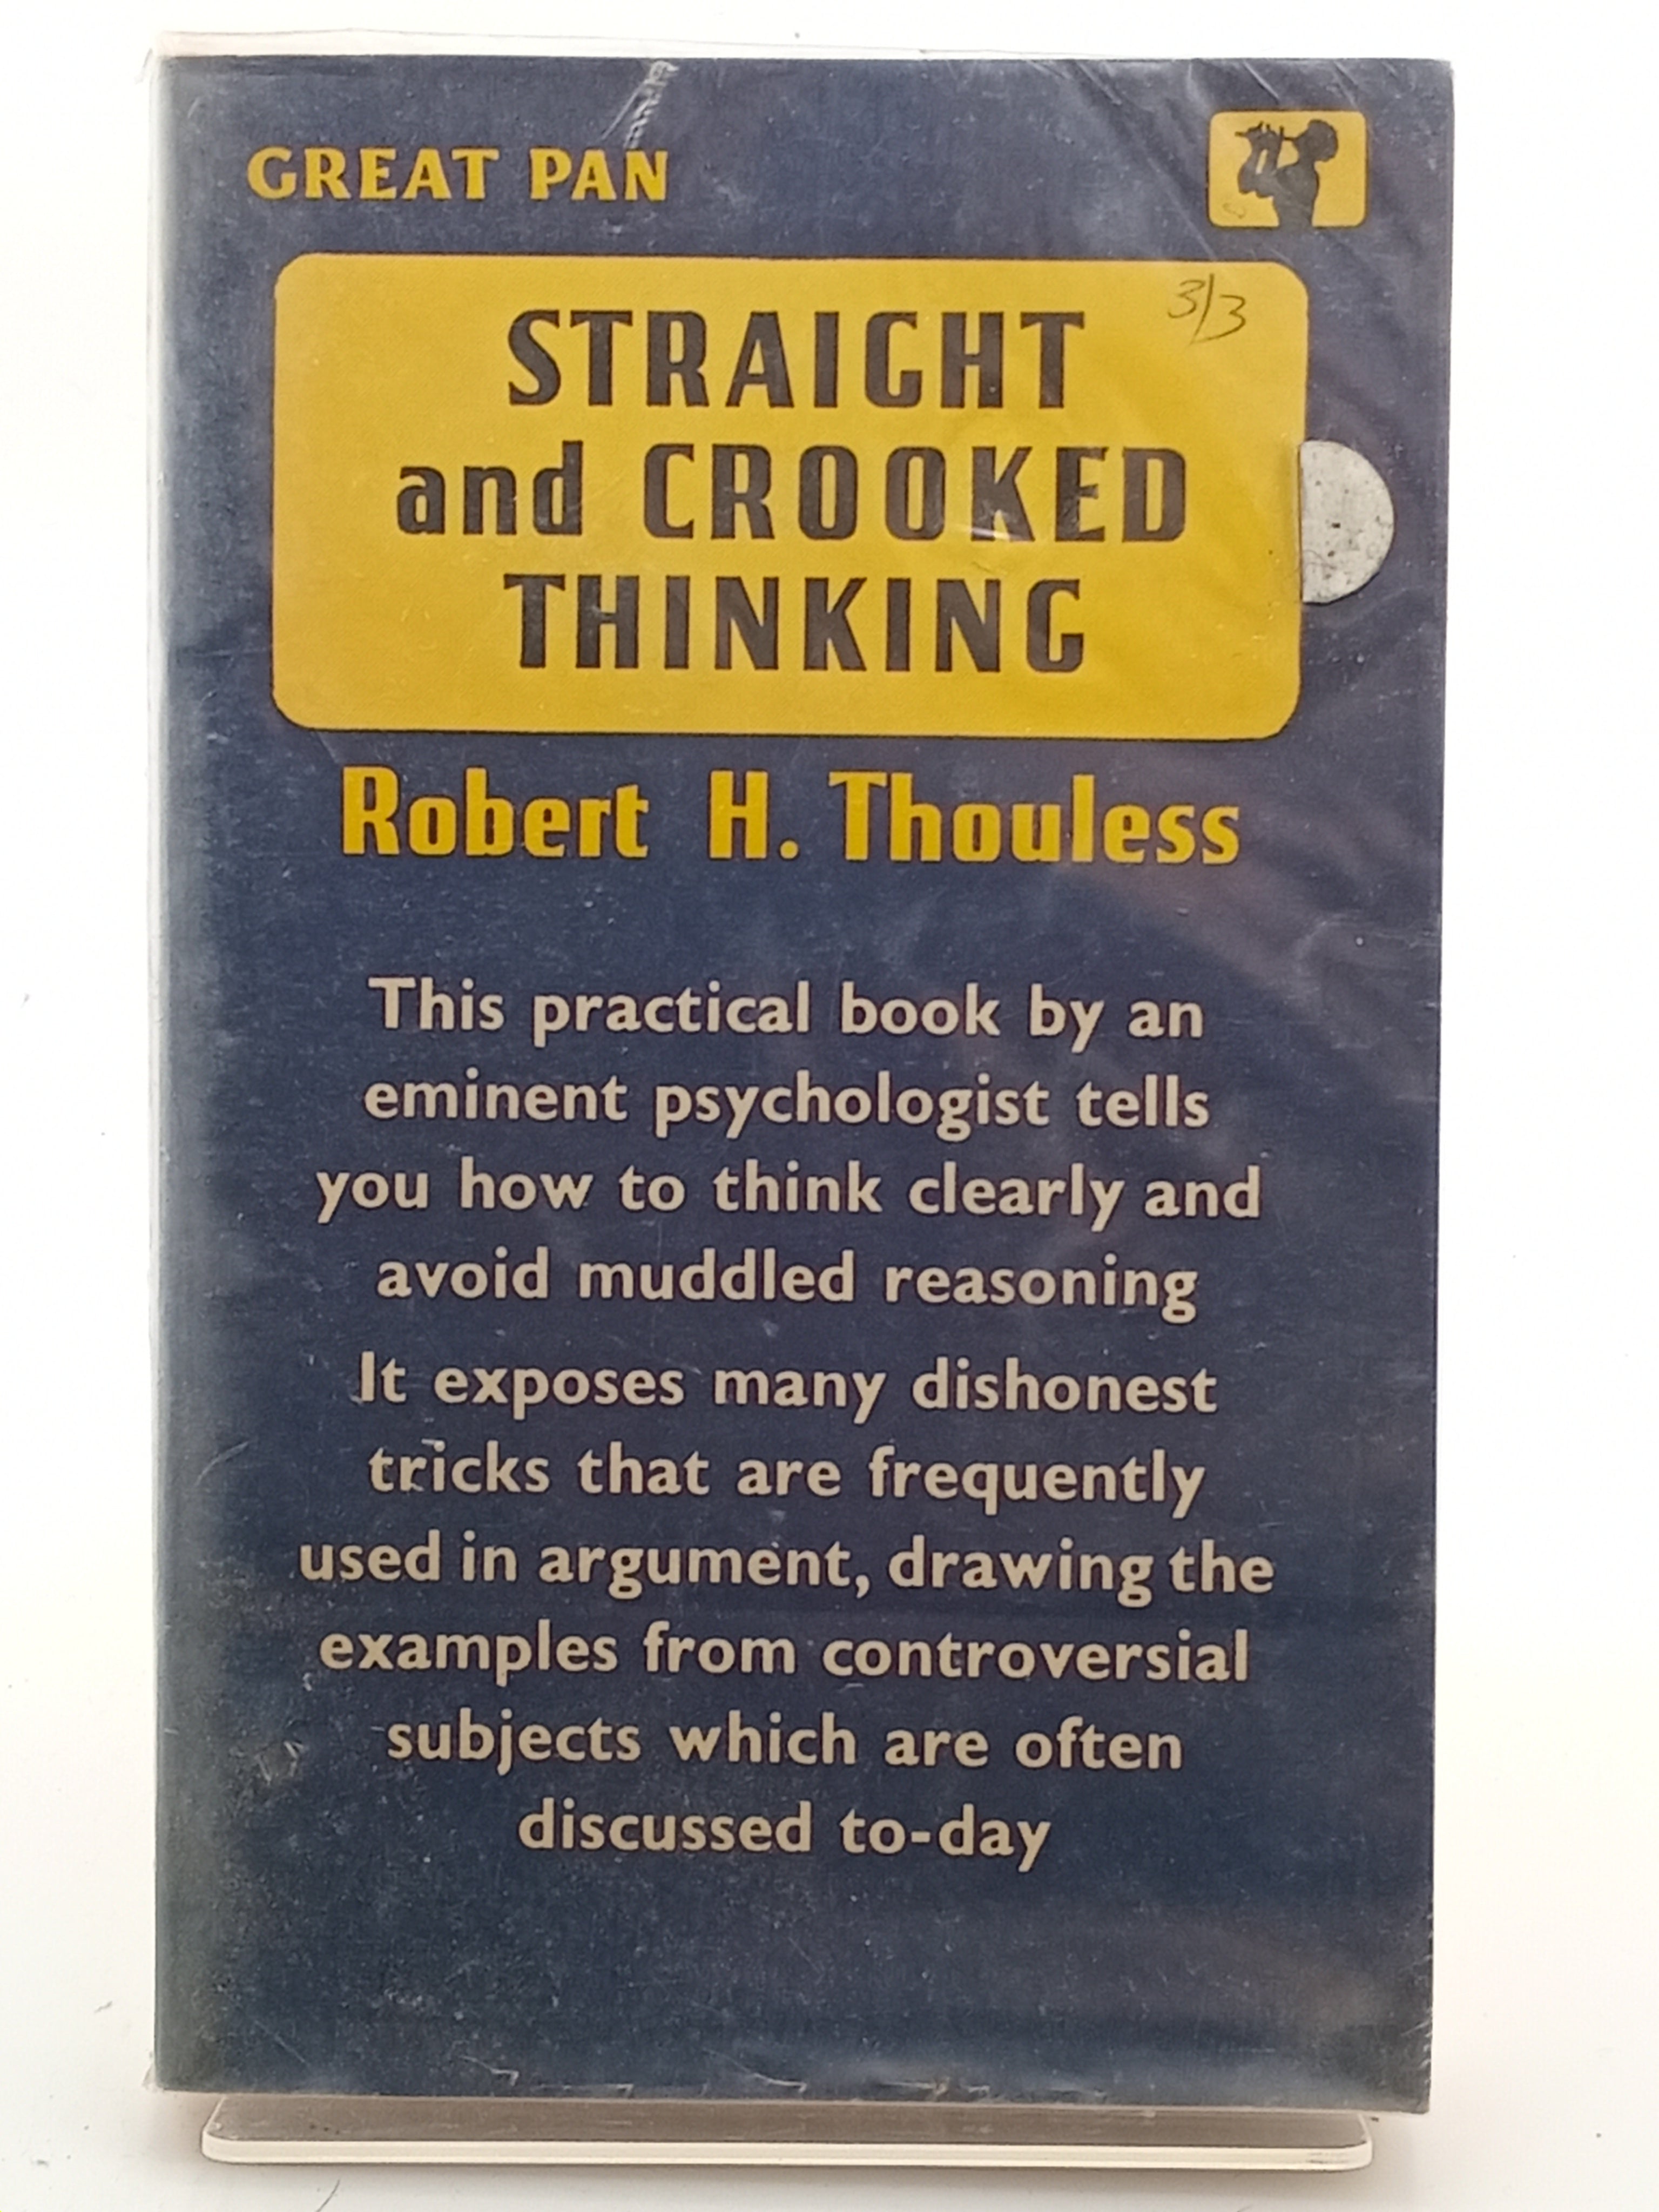 GREAT PAN
3/3
STRAIGHT
and CROOKED
THINKING
Robert H. Thouless
This practical book by an
eminent psychologist tells
you how to think clearly and
avoid muddled reasoning
It exposes many dishonest
tricks that are frequently
used in argument, drawing the
examples from controversial
subjects which are often
discussed to-day